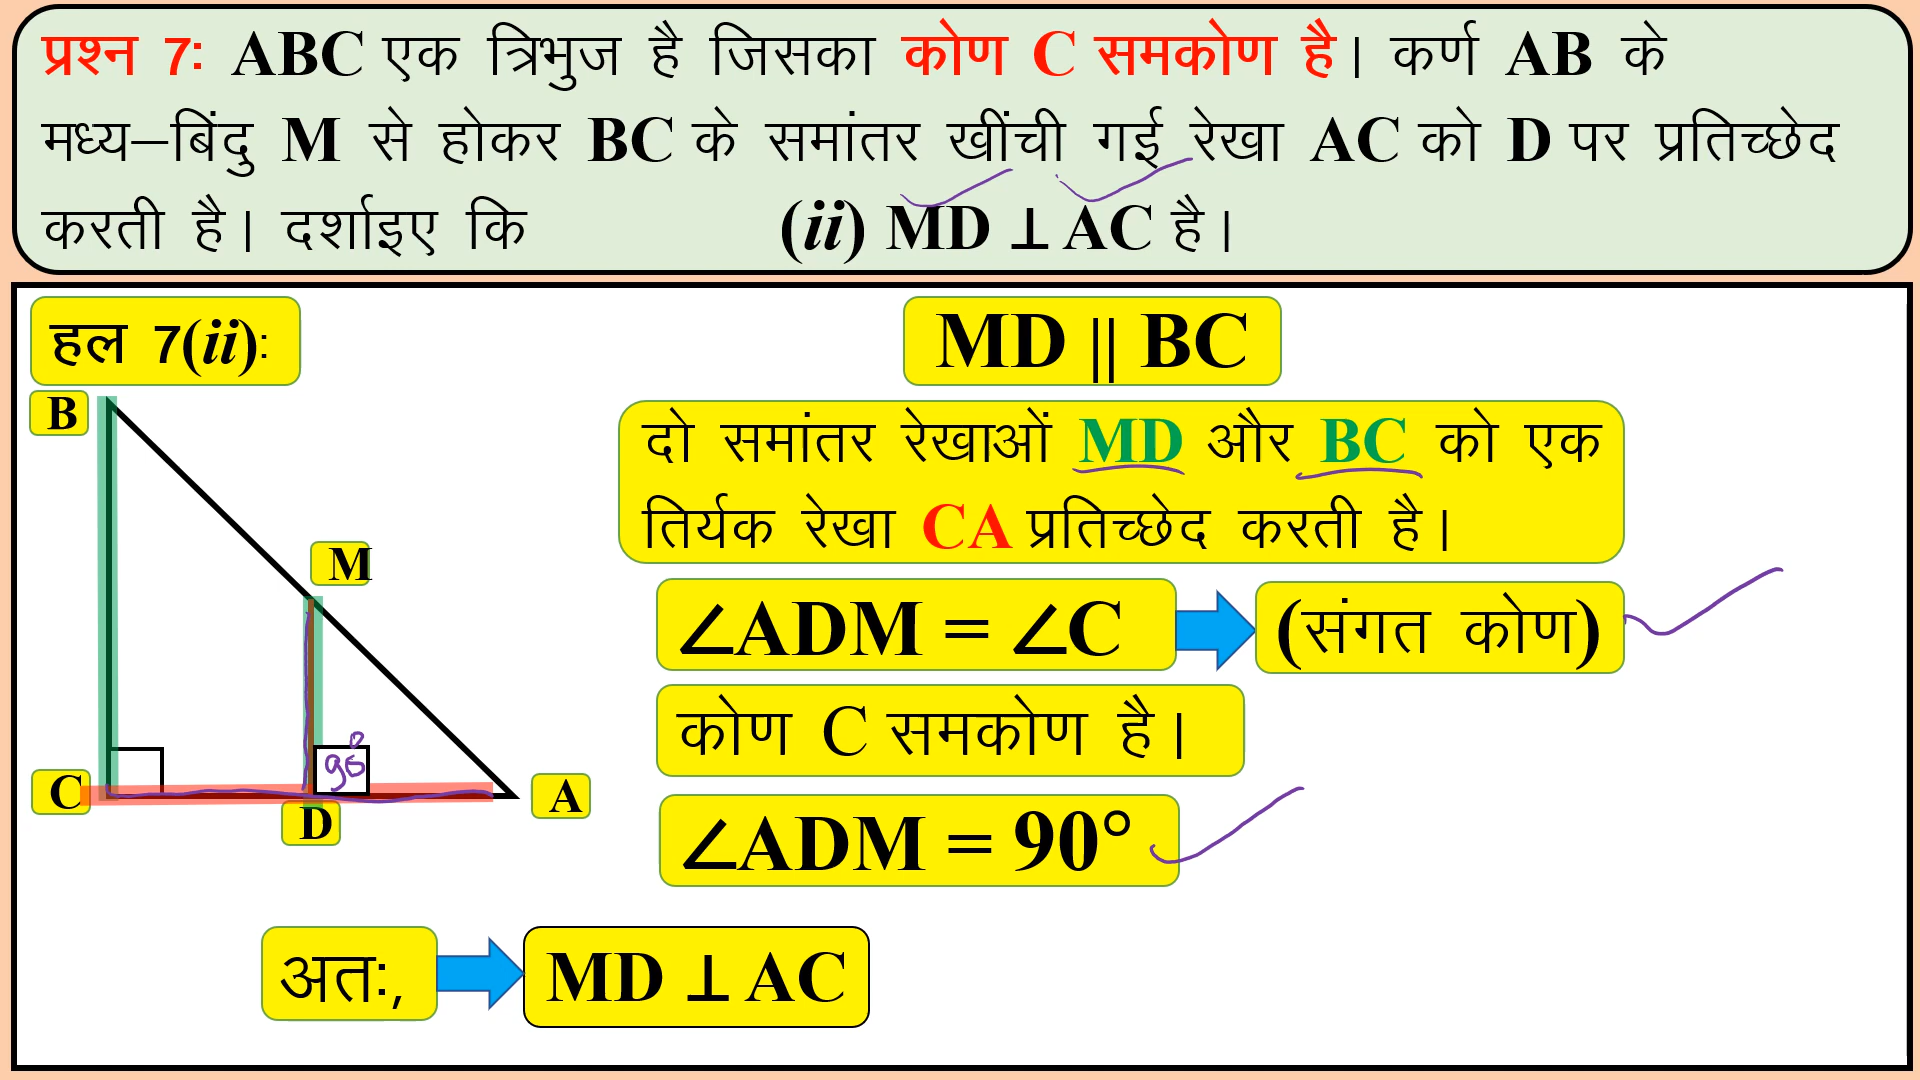 प्रश्न 7: ABC एक त्रिभुज है जिसका कोण C समकोण है। कर्ण AB के
मध्य–बिंदु M से होकर BC के समांतर खींची गई रेखा AC को D पर प्रतिच्छेद
करती है। दर्शाइए कि (ii) MD ⊥ AC है।
हल 7(ii):
MD || BC
B
दो समांतर रेखाओं MD और BC को एक
तिर्यक रेखा CA प्रतिच्छेद करती है।
M
∠ADM = ∠C
(संगत कोण)
कोण C समकोण है।
90°
C
A
D
∠ADM = 90°
अतः,
MD ⊥ AC